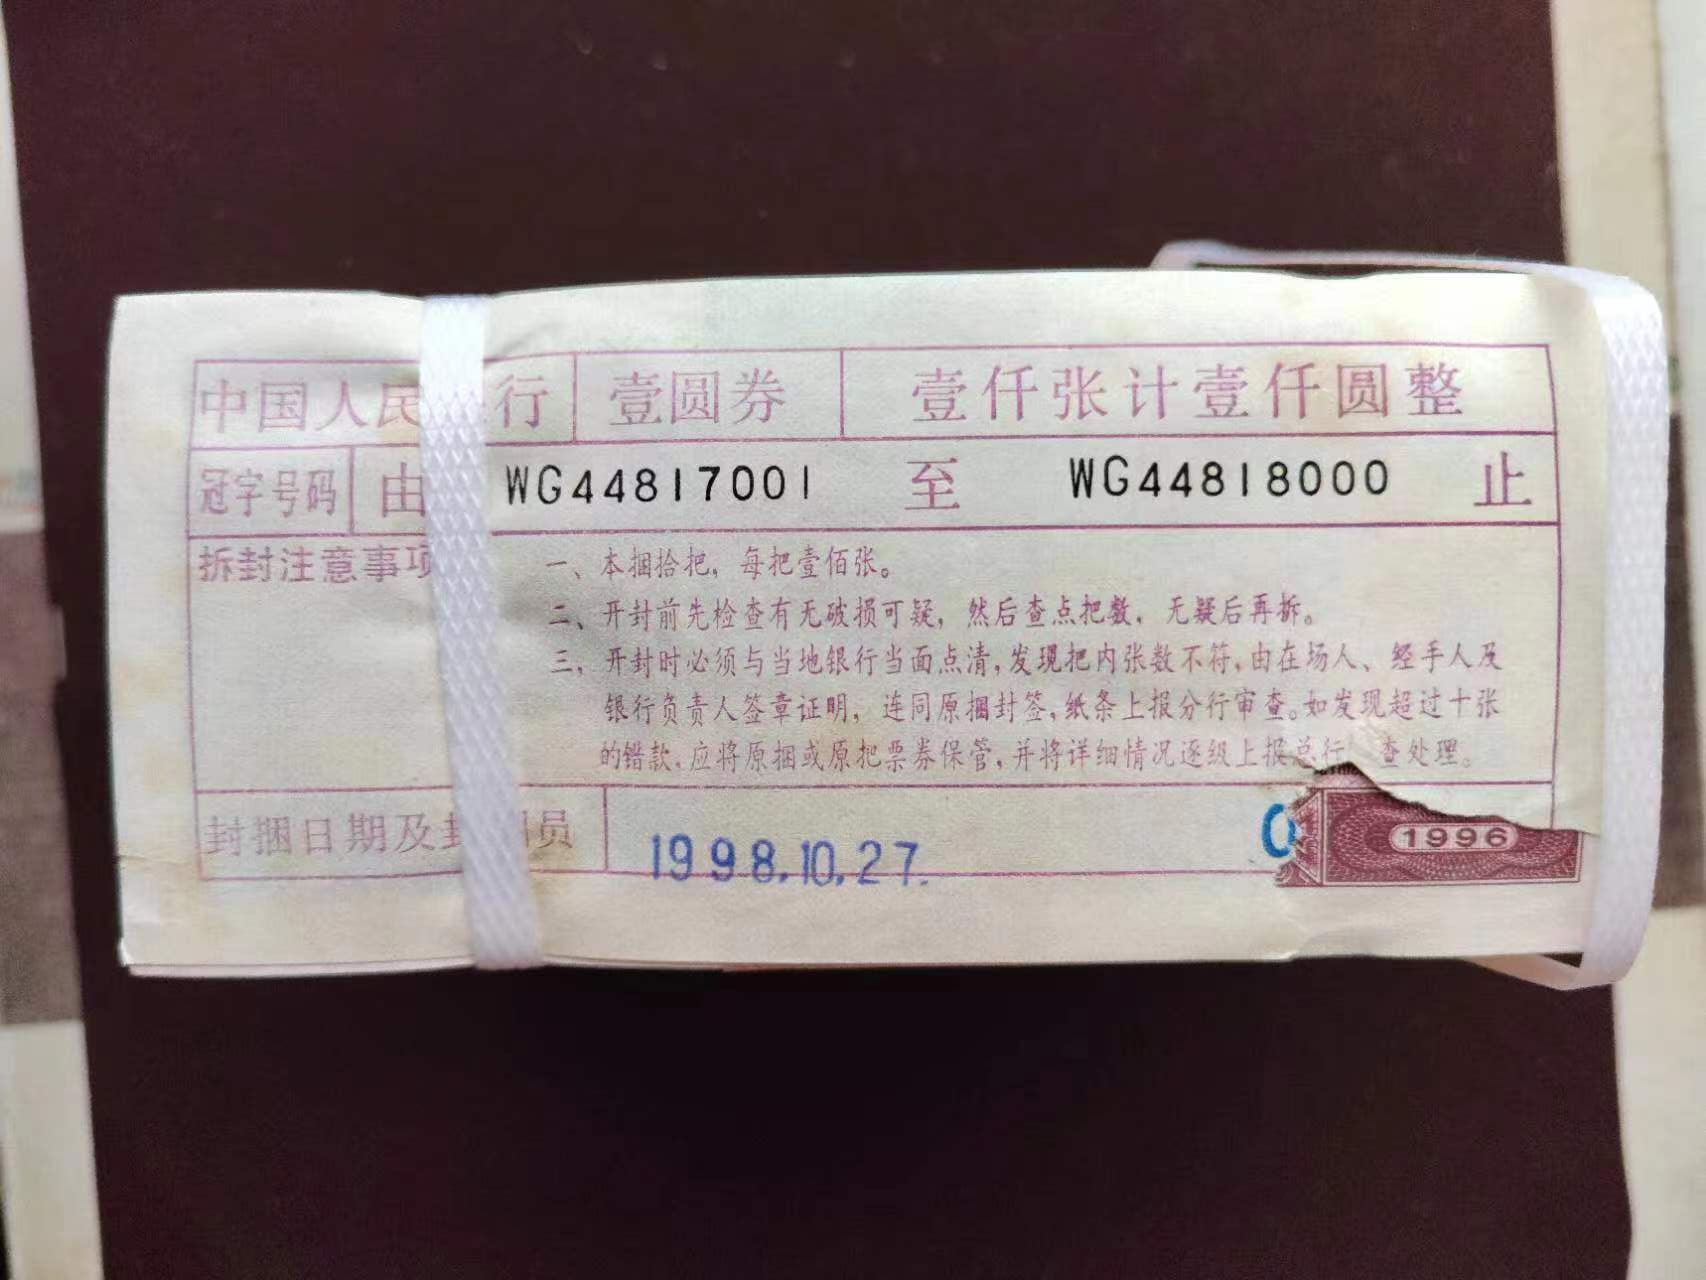 中国人民 行 壹圆券 壹仟张计壹仟圆整
冠字号码 由 WG44817001 至 WG44818000 止
拆封注意事项 一、本捆拾把，每把壹佰张。
二、开封前先检查有无破损可疑，然后查点把数，无疑后再拆。
三、开封时必须与当地银行当面点清，发现把内张数不符，由在场人、经手人及
银行负责人签章证明，连同原捆封签，纸条上报分行审查。如发现超过十张
的错款，应将原捆或原把票券保管，并将详细情况逐级上报总行 查处理。
封捆日期及封 员 1998.10.27. 0
1996